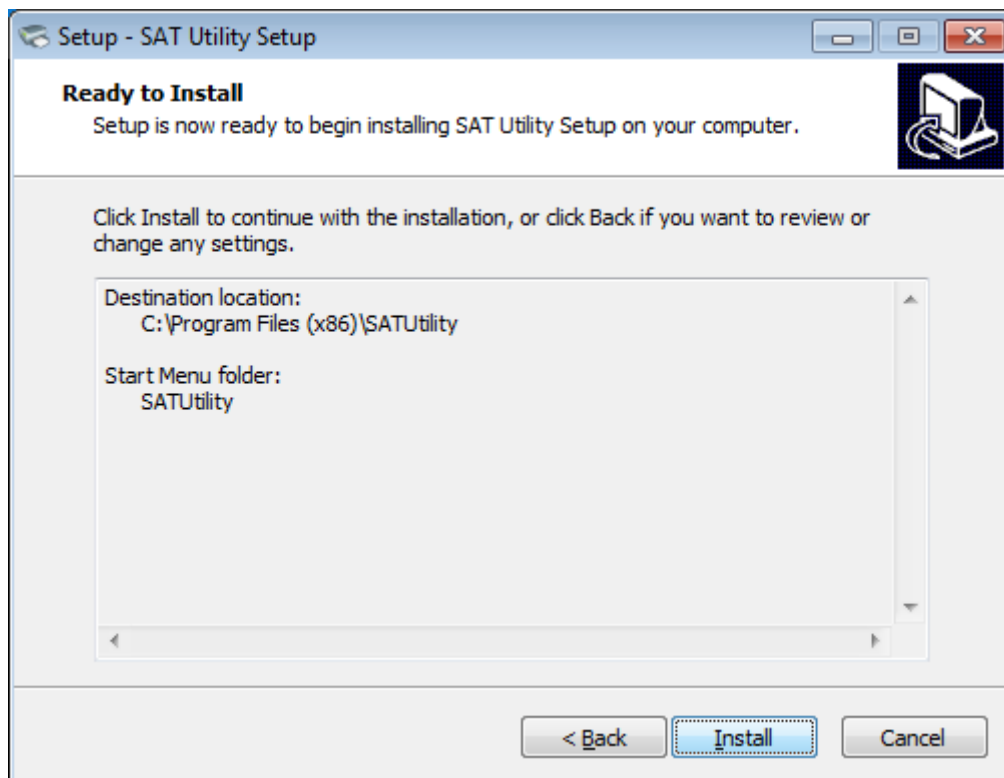 Setup - SAT Utility Setup
Ready to Install
Setup is now ready to begin installing SAT Utility Setup on your computer.
Click Install to continue with the installation, or click Back if you want to review or
change any settings.
Destination location:
C:\Program Files (x86)\SATUtility
Start Menu folder:
SATUtility
< Back
Install
Cancel